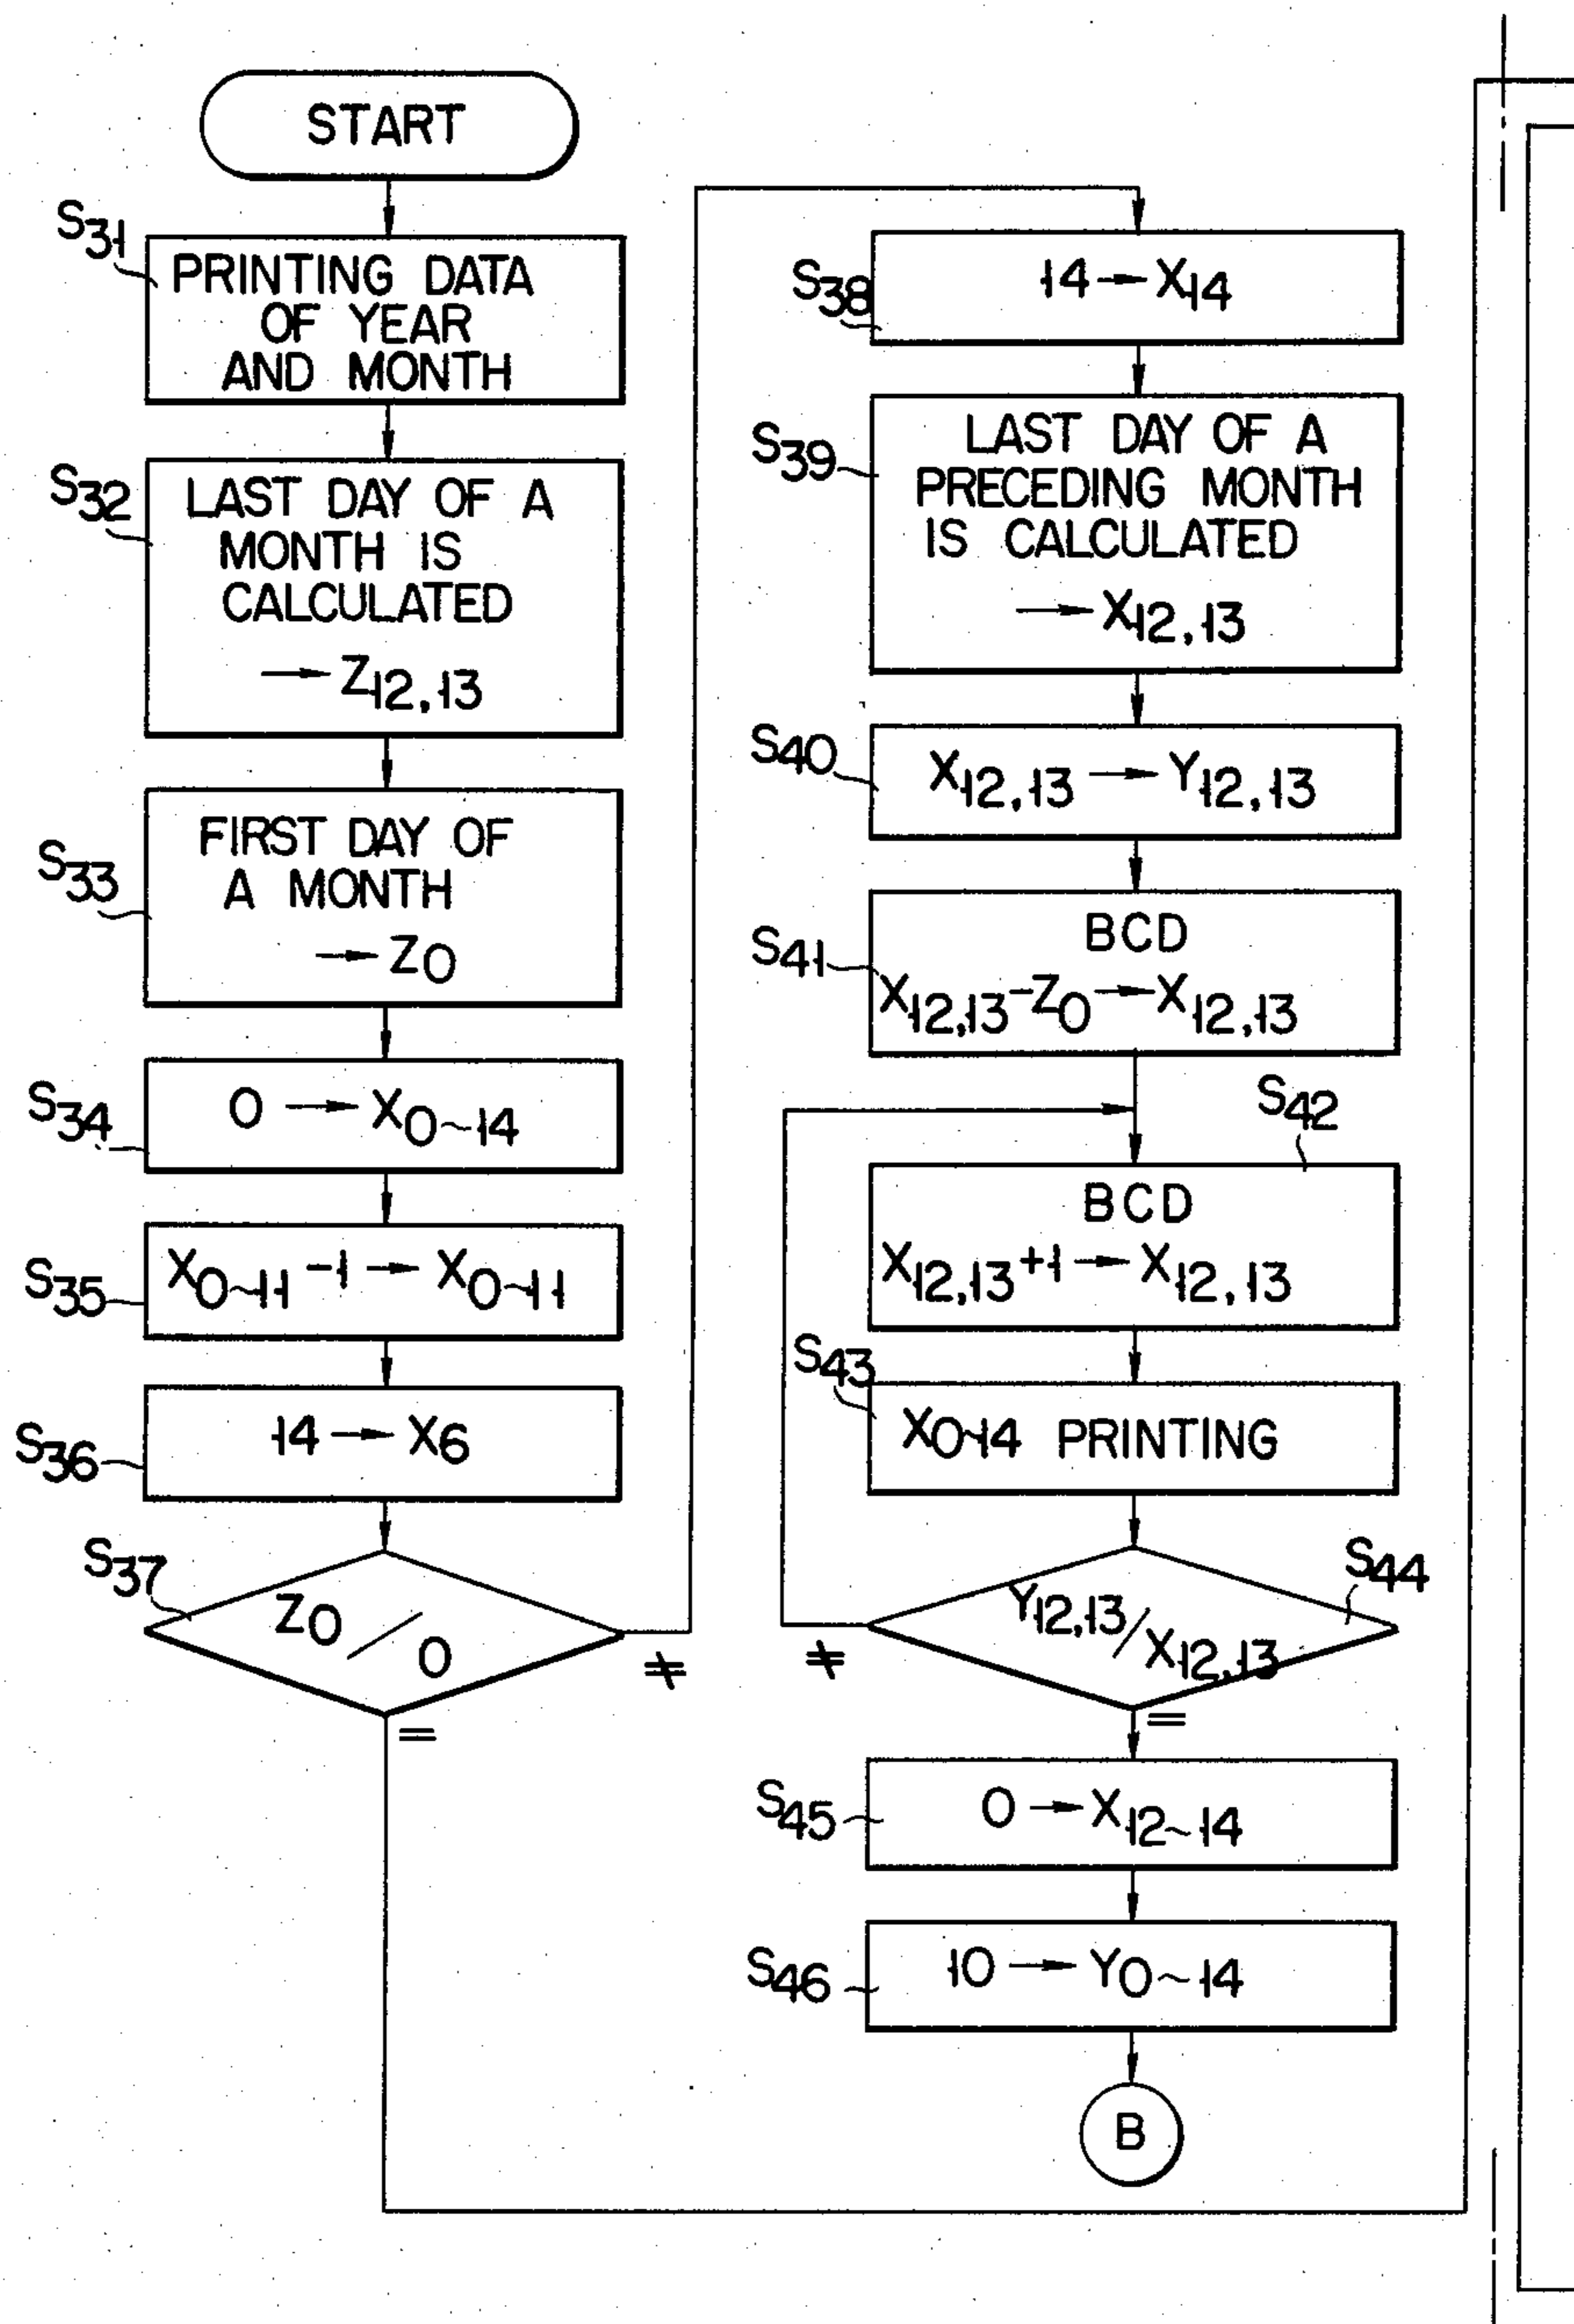 START
S31
PRINTING DATA
OF YEAR
AND MONTH
S32
LAST DAY OF A
MONTH IS
CALCULATED
→ Z12,13
S33
FIRST DAY OF
A MONTH
→ Z0
S34
0 → X0~14
S35
X0~11 -1 → X0~11
S36
14 → X6
S37
Z0 / 0
≠
=
S38
14 → X14
S39
LAST DAY OF A
PRECEDING MONTH
IS CALCULATED
→ X12,13
S40
X12,13 → Y12,13
S41
BCD
X12,13-Z0 → X12,13
S42
BCD
X12,13+1 → X12,13
S43
X0~14 PRINTING
S44
Y12,13/X12,13
≠
=
S45
0 → X12~14
S46
10 → Y0~14
B